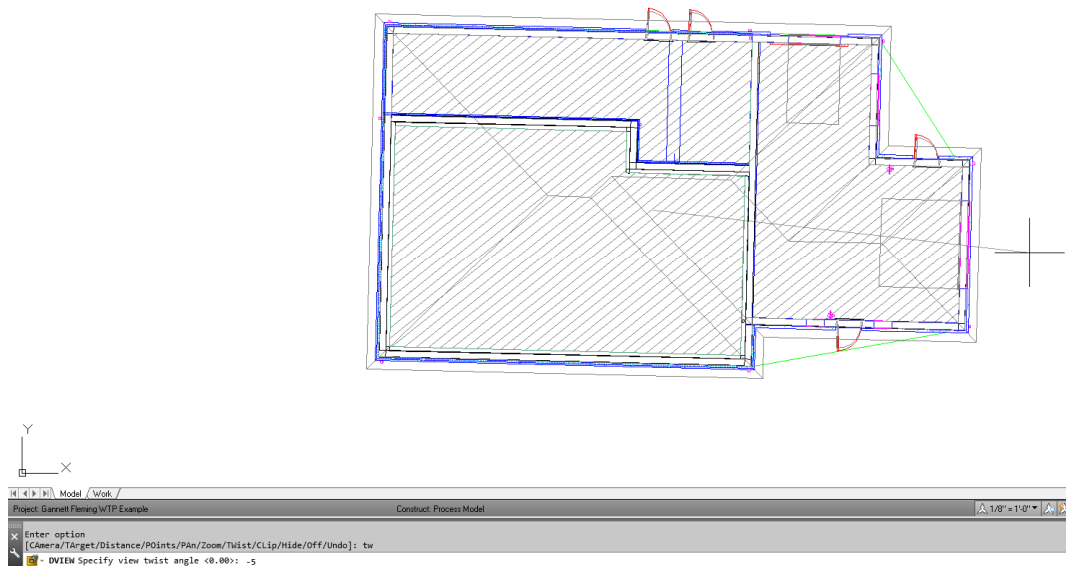 Y
X
Model / Work /
Project: Gannett Fleming WTP Example Construct: Process Model 1/8" = 1'-0"
Enter option
[CAmera/TArget/Distance/POints/PAn/Zoom/TWist/CLip/Hide/Off/Undo]: tw
- DVIEW Specify view twist angle <0.00>: -5